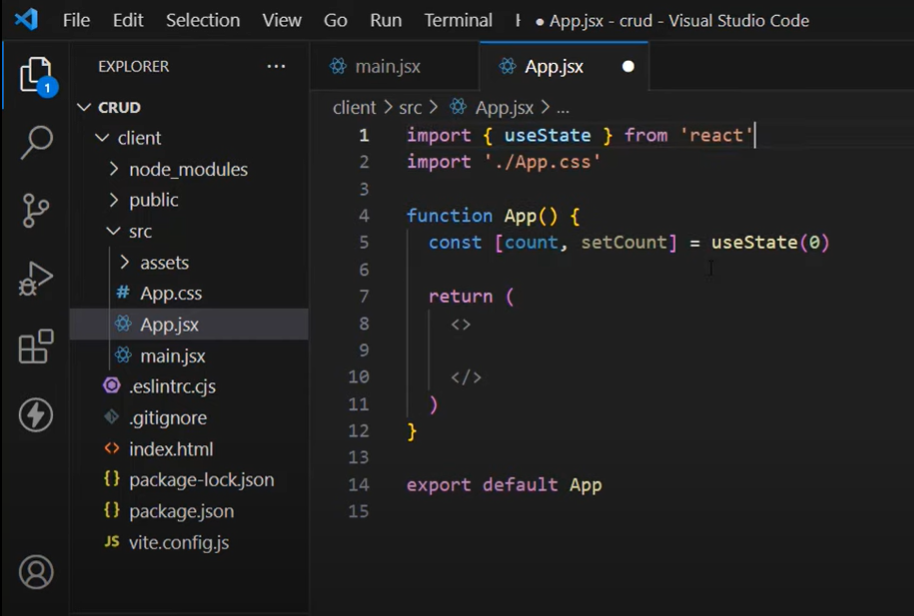 File Edit Selection View Go Run Terminal ● App.jsx - crud - Visual Studio Code
EXPLORER ...
main.jsx App.jsx ●
1
CRUD
client
node_modules
public
src
assets
# App.css
App.jsx
main.jsx
.eslintrc.cjs
.gitignore
<> index.html
{} package-lock.json
{} package.json
JS vite.config.js
client > src > App.jsx > ...
1 import { useState } from 'react'
2 import './App.css'
3
4 function App() {
5 const [count, setCount] = useState(0)
6
7 return (
8 <>
9
10 </>
11 )
12 }
13
14 export default App
15